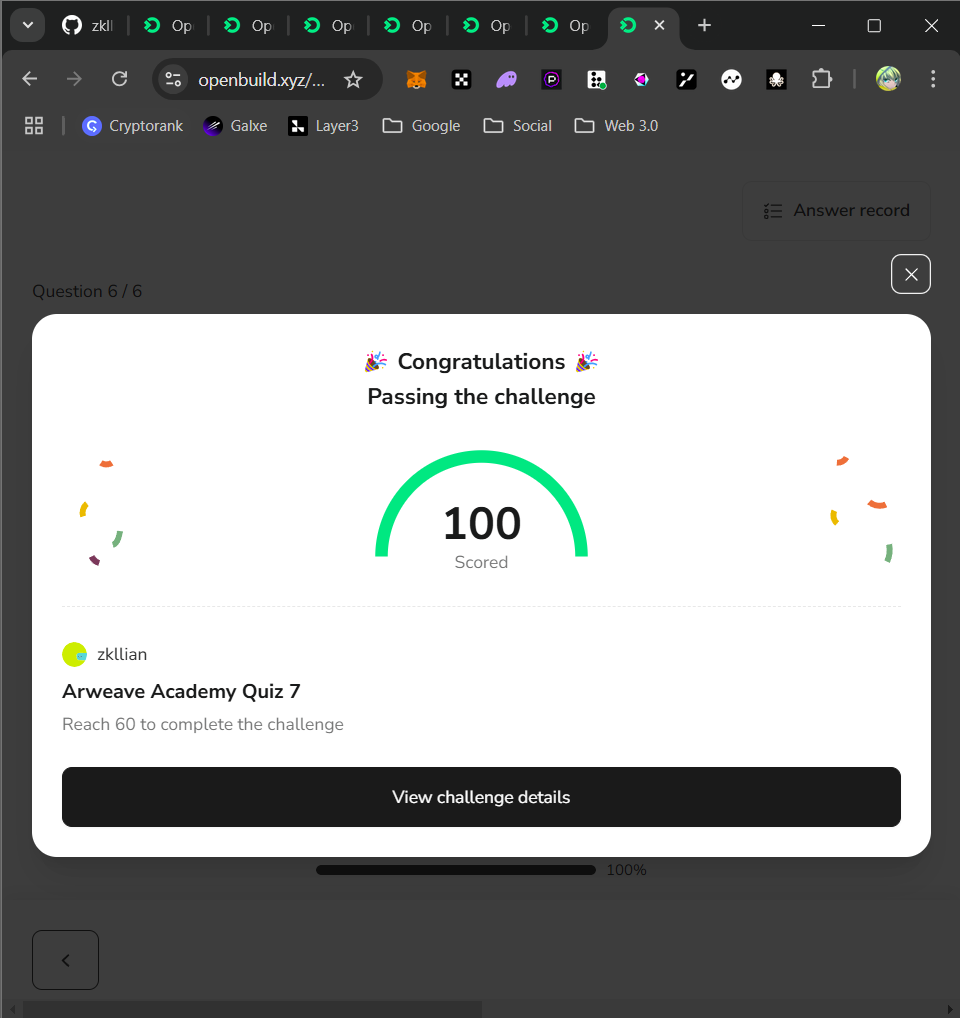 zkll
Op
Op
Op
Op
Op
Op
openbuild.xyz/...
Cryptorank
Galxe
Layer3
Google
Social
Web 3.0
Answer record
Question 6 / 6
Congratulations
Passing the challenge
100
Scored
zkllian
Arweave Academy Quiz 7
Reach 60 to complete the challenge
View challenge details
100%